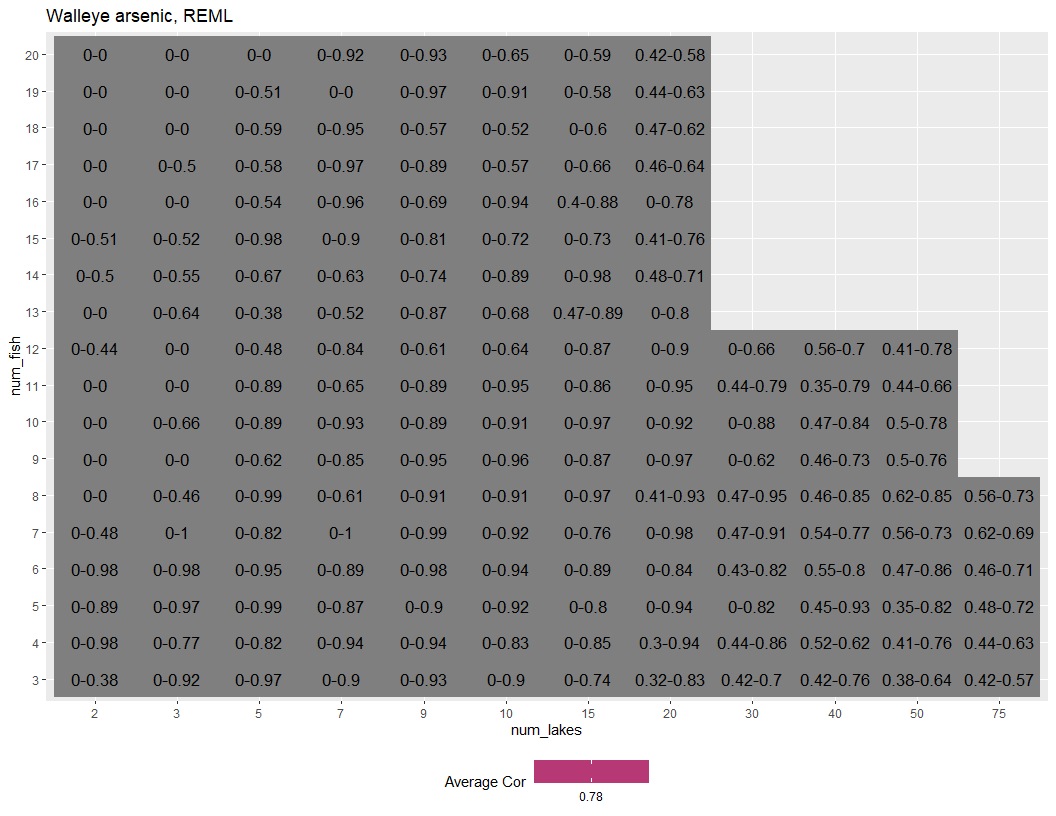 Walleye arsenic, REML
20 0-0 0-0 0-0 0-0.92 0-0.93 0-0.65 0-0.59 0.42-0.58
19 0-0 0-0 0-0.51 0-0 0-0.97 0-0.91 0-0.58 0.44-0.63
18 0-0 0-0 0-0.59 0-0.95 0-0.57 0-0.52 0-0.6 0.47-0.62
17 0-0 0-0.5 0-0.58 0-0.97 0-0.89 0-0.57 0-0.66 0.46-0.64
16 0-0 0-0 0-0.54 0-0.96 0-0.69 0-0.94 0.4-0.88 0-0.78
15 0-0.51 0-0.52 0-0.98 0-0.9 0-0.81 0-0.72 0-0.73 0.41-0.76
14 0-0.5 0-0.55 0-0.67 0-0.63 0-0.74 0-0.89 0-0.98 0.48-0.71
13 0-0 0-0.64 0-0.38 0-0.52 0-0.87 0-0.68 0.47-0.89 0-0.8
12 0-0.44 0-0 0-0.48 0-0.84 0-0.61 0-0.64 0-0.87 0-0.9 0-0.66 0.56-0.7 0.41-0.78
11 0-0 0-0 0-0.89 0-0.65 0-0.89 0-0.95 0-0.86 0-0.95 0.44-0.79 0.35-0.79 0.44-0.66
10 0-0 0-0.66 0-0.89 0-0.93 0-0.89 0-0.91 0-0.97 0-0.92 0-0.88 0.47-0.84 0.5-0.78
9 0-0 0-0 0-0.62 0-0.85 0-0.95 0-0.96 0-0.87 0-0.97 0-0.62 0.46-0.73 0.5-0.76
8 0-0 0-0.46 0-0.99 0-0.61 0-0.91 0-0.91 0-0.97 0.41-0.93 0.47-0.95 0.46-0.85 0.62-0.85 0.56-0.73
7 0-0.48 0-1 0-0.82 0-1 0-0.99 0-0.92 0-0.76 0-0.98 0.47-0.91 0.54-0.77 0.56-0.73 0.62-0.69
6 0-0.98 0-0.98 0-0.95 0-0.89 0-0.98 0-0.94 0-0.89 0-0.84 0.43-0.82 0.55-0.8 0.47-0.86 0.46-0.71
5 0-0.89 0-0.97 0-0.99 0-0.87 0-0.9 0-0.92 0-0.8 0-0.94 0-0.82 0.45-0.93 0.35-0.82 0.48-0.72
4 0-0.98 0-0.77 0-0.82 0-0.94 0-0.94 0-0.83 0-0.85 0.3-0.94 0.44-0.86 0.52-0.62 0.41-0.76 0.44-0.63
3 0-0.38 0-0.92 0-0.97 0-0.9 0-0.93 0-0.9 0-0.74 0.32-0.83 0.42-0.7 0.42-0.76 0.38-0.64 0.42-0.57
num_fish
2 3 5 7 9 10 15 20 30 40 50 75
num_lakes
Average Cor
0.78